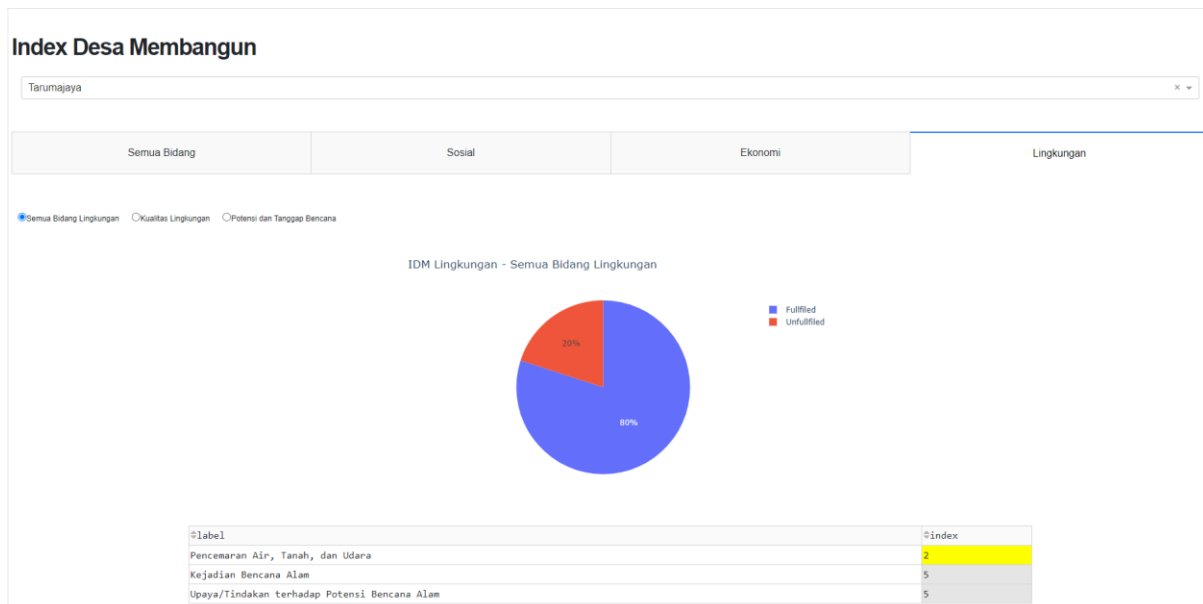 Index Desa Membangun
Tarumajaya
Semua Bidang Sosial Ekonomi Lingkungan
Semua Bidang Lingkungan Kualitas Lingkungan Potensi dan Tanggap Bencana
IDM Lingkungan - Semua Bidang Lingkungan
Fullfiled
Unfullfiled
20%
80%
label index
Pencemaran Air, Tanah, dan Udara 2
Kejadian Bencana Alam 5
Upaya/Tindakan terhadap Potensi Bencana Alam 5